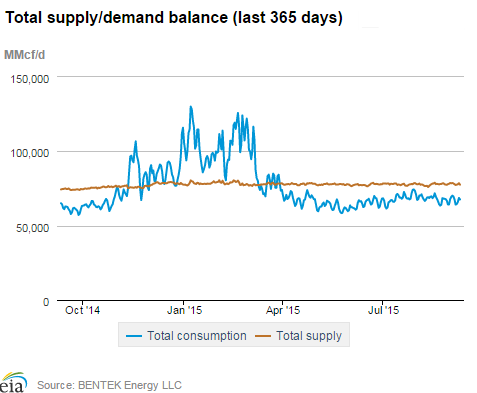 Total supply/demand balance (last 365 days)
MMcf/d
150,000
100,000
50,000
0
Oct '14 Jan '15 Apr '15 Jul '15
Total consumption Total supply
eia Source: BENTEK Energy LLC